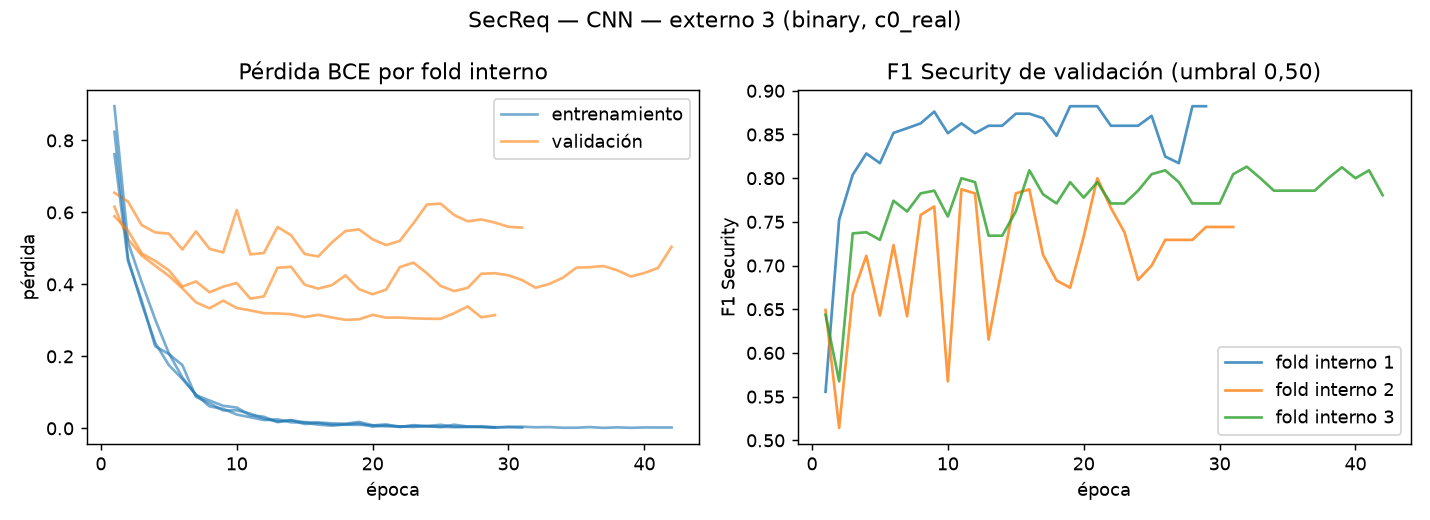 SecReq — CNN — externo 3 (binary, c0_real)
Pérdida BCE por fold interno
pérdida
0.8
0.6
0.4
0.2
0.0
0
10
20
30
40
época
entrenamiento
validación
F1 Security de validación (umbral 0,50)
F1 Security
0.90
0.85
0.80
0.75
0.70
0.65
0.60
0.55
0.50
0
10
20
30
40
época
fold interno 1
fold interno 2
fold interno 3